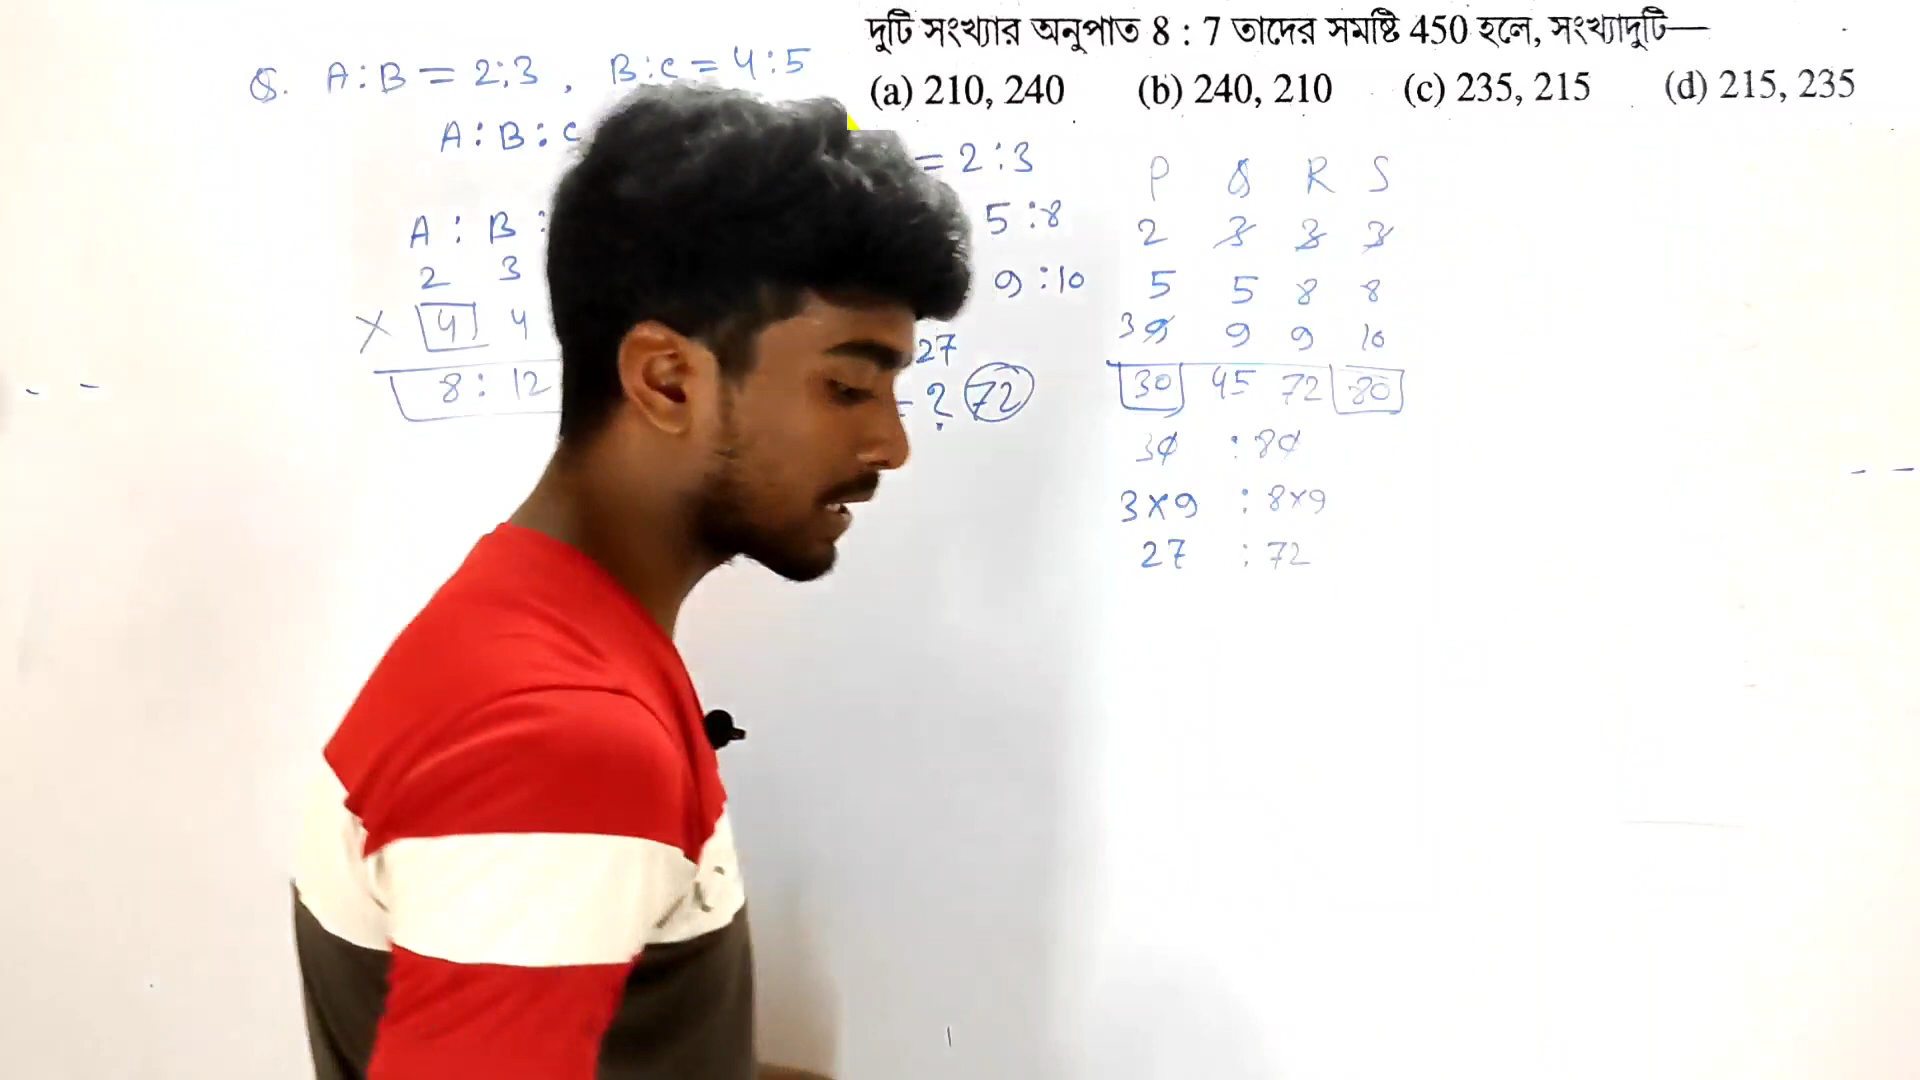 দুটি সংখ্যার অনুপাত 8 : 7 তাদের সমষ্টি 450 হলে, সংখ্যাদুটি—
(a) 210, 240 (b) 240, 210 (c) 235, 215 (d) 215, 235
Q. A:B = 2:3 , B:C = 4:5
A:B:C
A : B :
2 3
× 4 4
8 : 12
= 2:3
5:8
9:10
27
= ? 72
P Q R S
2 3 3 3
5 5 8 8
3 9 9 9 10
30 45 72 80
30 : 80
3×9 : 8×9
27 : 72